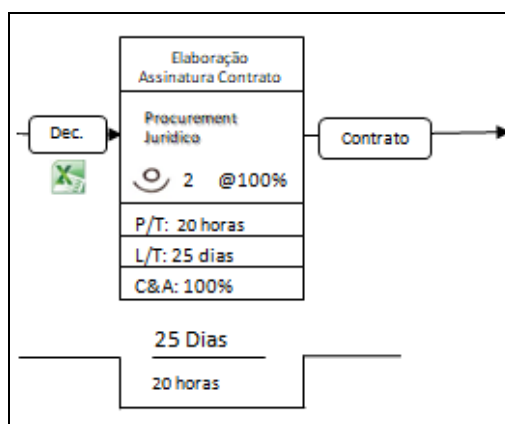 Elaboração
Assinatura Contrato
Procurement
Jurídico
Dec.
Contrato
2 @100%
P/T: 20 horas
L/T: 25 dias
C&A: 100%
25 Dias
20 horas